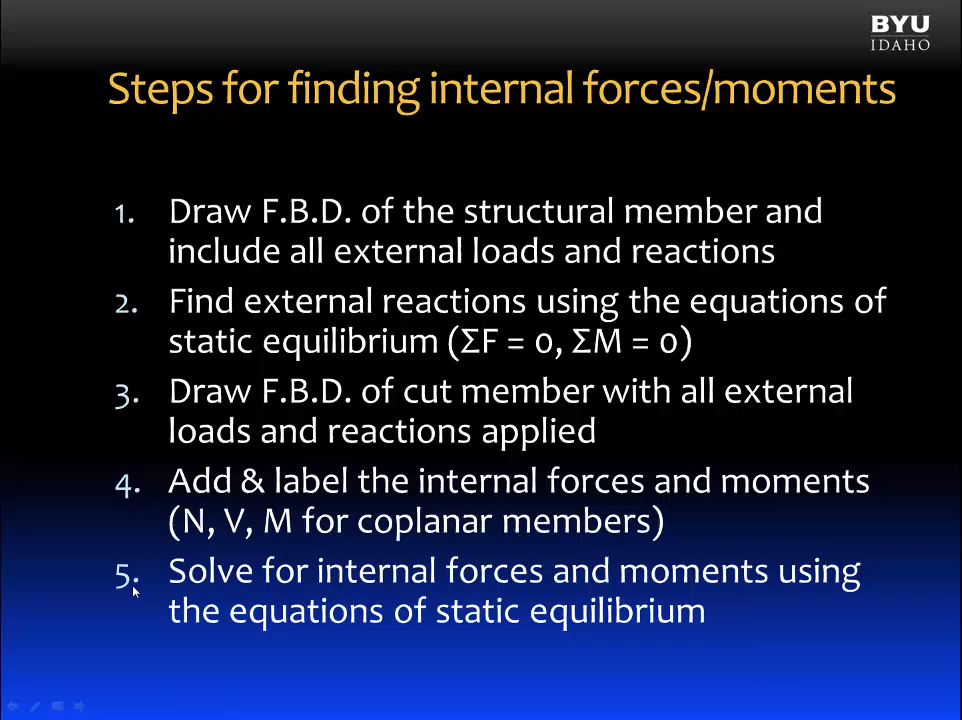 BYU
IDAHO
Steps for finding internal forces/moments
1. Draw F.B.D. of the structural member and
include all external loads and reactions
2. Find external reactions using the equations of
static equilibrium (ΣF = 0, ΣM = 0)
3. Draw F.B.D. of cut member with all external
loads and reactions applied
4. Add & label the internal forces and moments
(N, V, M for coplanar members)
5. Solve for internal forces and moments using
the equations of static equilibrium